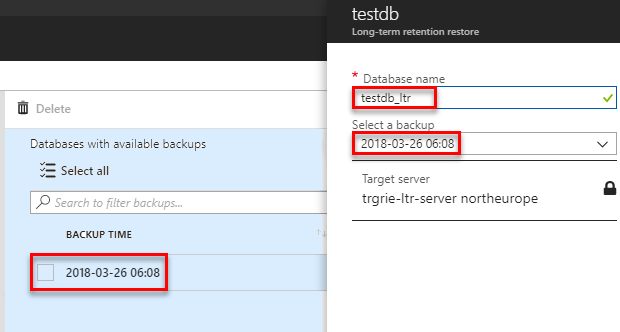 Delete
Databases with available backups
Select all
Search to filter backups...
BACKUP TIME
2018-03-26 06:08
testdb
Long-term retention restore
* Database name
testdb_ltr
Select a backup
2018-03-26 06:08
Target server
trgrie-ltr-server northeurope